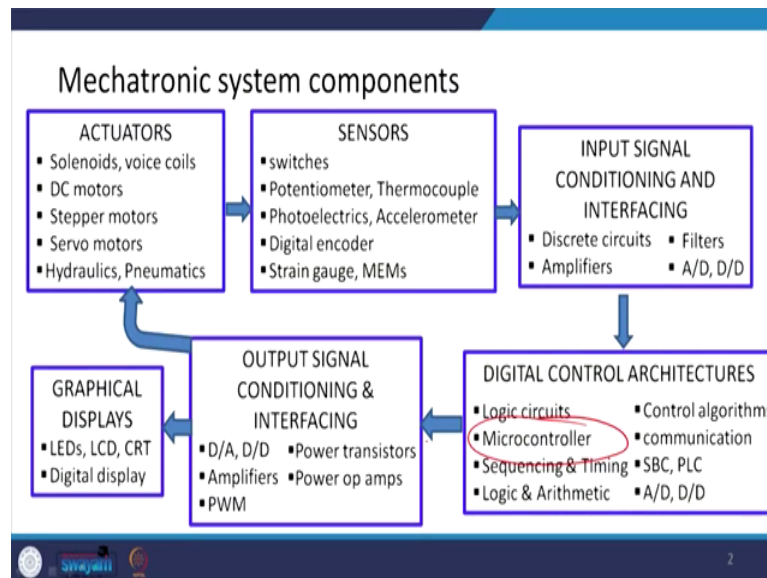 Mechatronic system components
ACTUATORS
▪ Solenoids, voice coils
▪ DC motors
▪ Stepper motors
▪ Servo motors
▪ Hydraulics, Pneumatics
SENSORS
▪ switches
▪ Potentiometer, Thermocouple
▪ Photoelectrics, Accelerometer
▪ Digital encoder
▪ Strain gauge, MEMs
INPUT SIGNAL
CONDITIONING AND
INTERFACING
▪ Discrete circuits ▪ Filters
▪ Amplifiers ▪ A/D, D/D
GRAPHICAL
DISPLAYS
▪ LEDs, LCD, CRT
▪ Digital display
OUTPUT SIGNAL
CONDITIONING &
INTERFACING
▪ D/A, D/D ▪ Power transistors
▪ Amplifiers ▪ Power op amps
▪ PWM
DIGITAL CONTROL ARCHITECTURES
▪ Logic circuits ▪ Control algorithm
▪ Microcontroller ▪ communication
▪ Sequencing & Timing ▪ SBC, PLC
▪ Logic & Arithmetic ▪ A/D, D/D
swayam
2